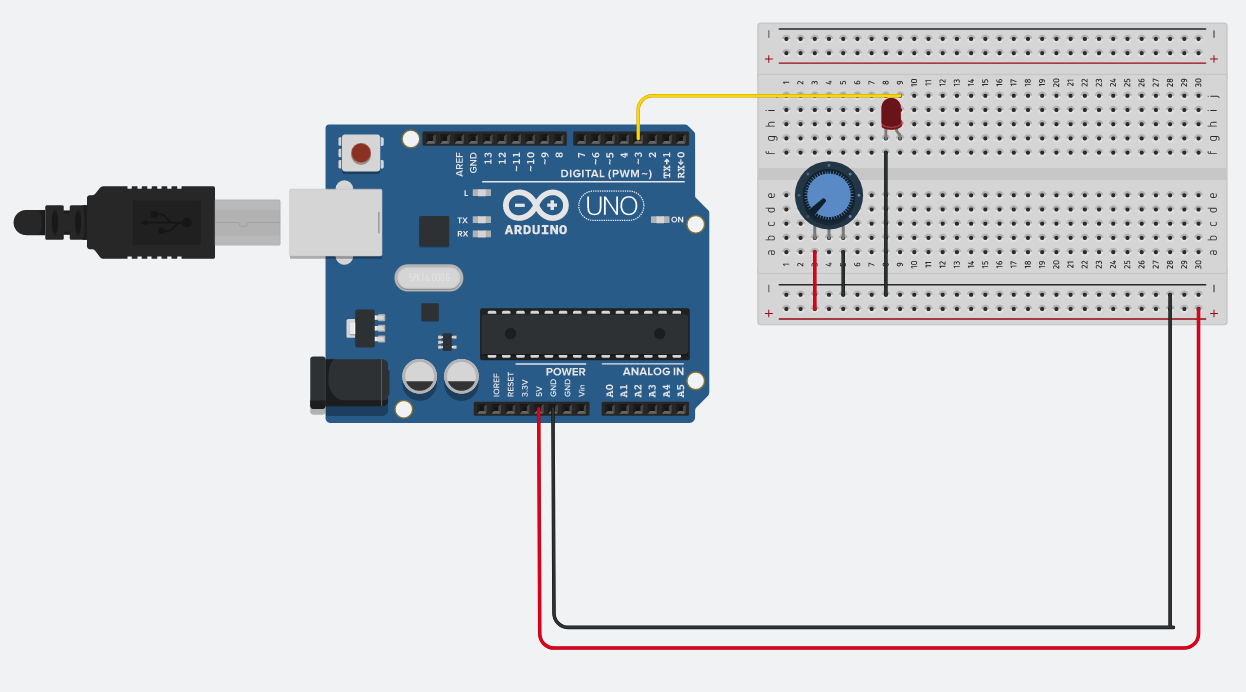 1 2 3 4 5 6 7 8 9 10 11 12 13 14 15 16 17 18 19 20 21 22 23 24 25 26 27 28 29 30
j j
i i
h h
g g
f f
AREF GND 13 12 ~11 ~10 ~9 8 7 ~6 ~5 4 ~3 2 TX→1 RX←0
DIGITAL (PWM~)
L
TX
RX
ARDUINO
UNO
ON
e e
d d
c c
b b
a a
1 2 3 4 5 6 7 8 9 10 11 12 13 14 15 16 17 18 19 20 21 22 23 24 25 26 27 28 29 30
POWER ANALOG IN
IOREF RESET 3.3V 5V GND GND Vin A0 A1 A2 A3 A4 A5